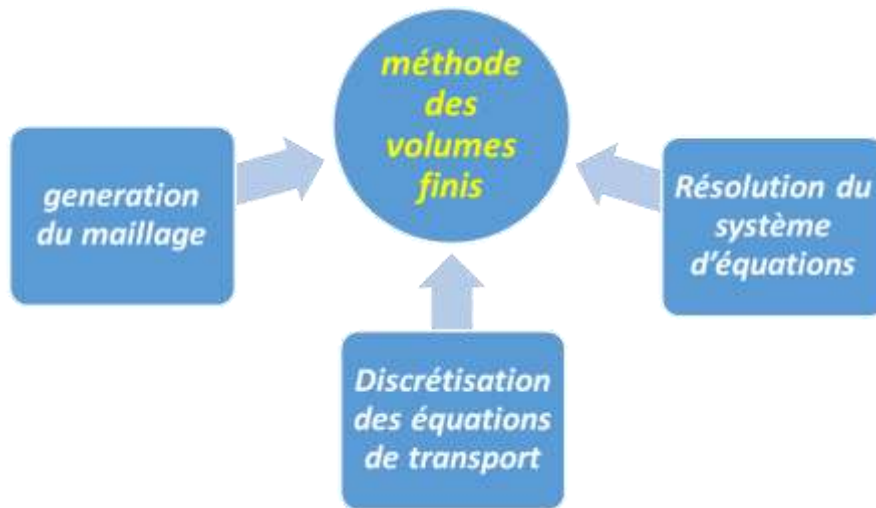 méthode
des
volumes
finis
generation
du maillage
Résolution du
système
d'équations
Discrétisation
des équations
de transport